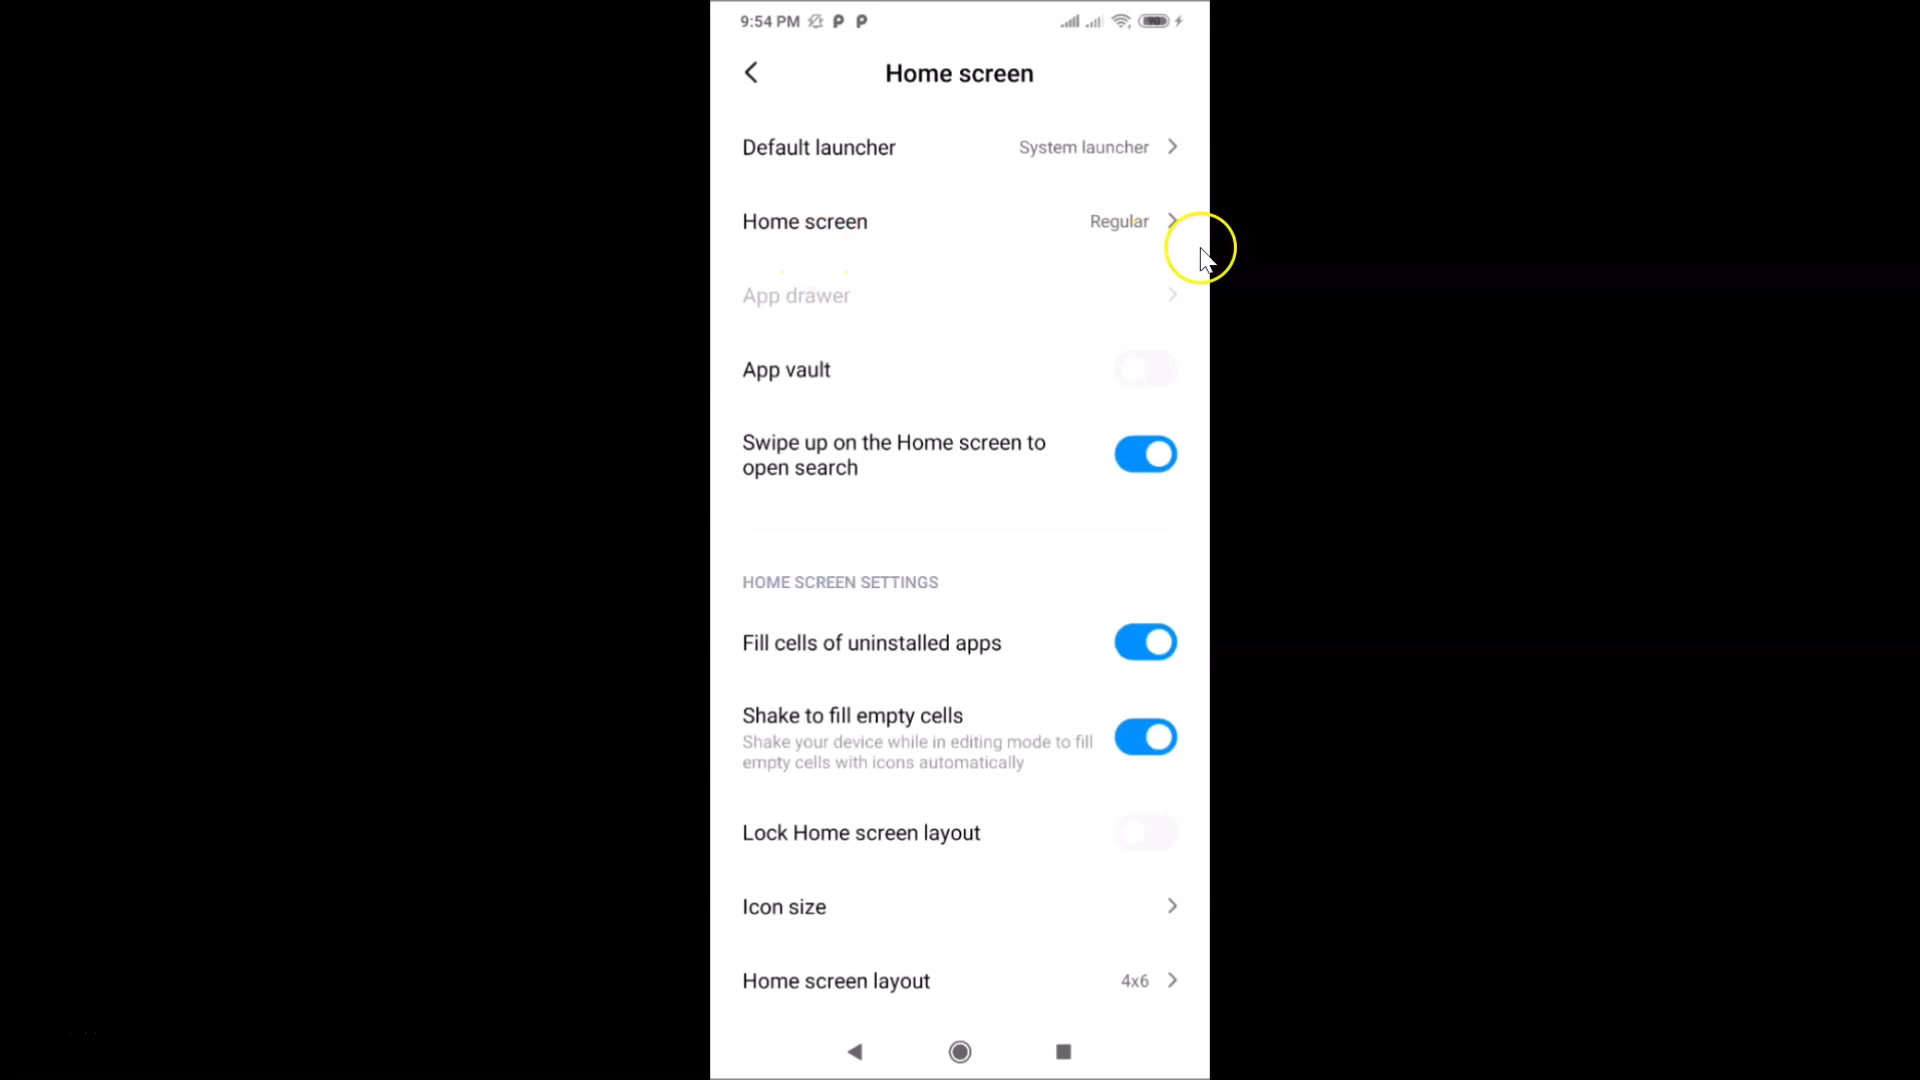 9:54 PM P P 90
Home screen
Default launcher System launcher
Home screen Regular
App drawer
App vault
Swipe up on the Home screen to
open search
HOME SCREEN SETTINGS
Fill cells of uninstalled apps
Shake to fill empty cells
Shake your device while in editing mode to fill
empty cells with icons automatically
Lock Home screen layout
Icon size
Home screen layout 4x6